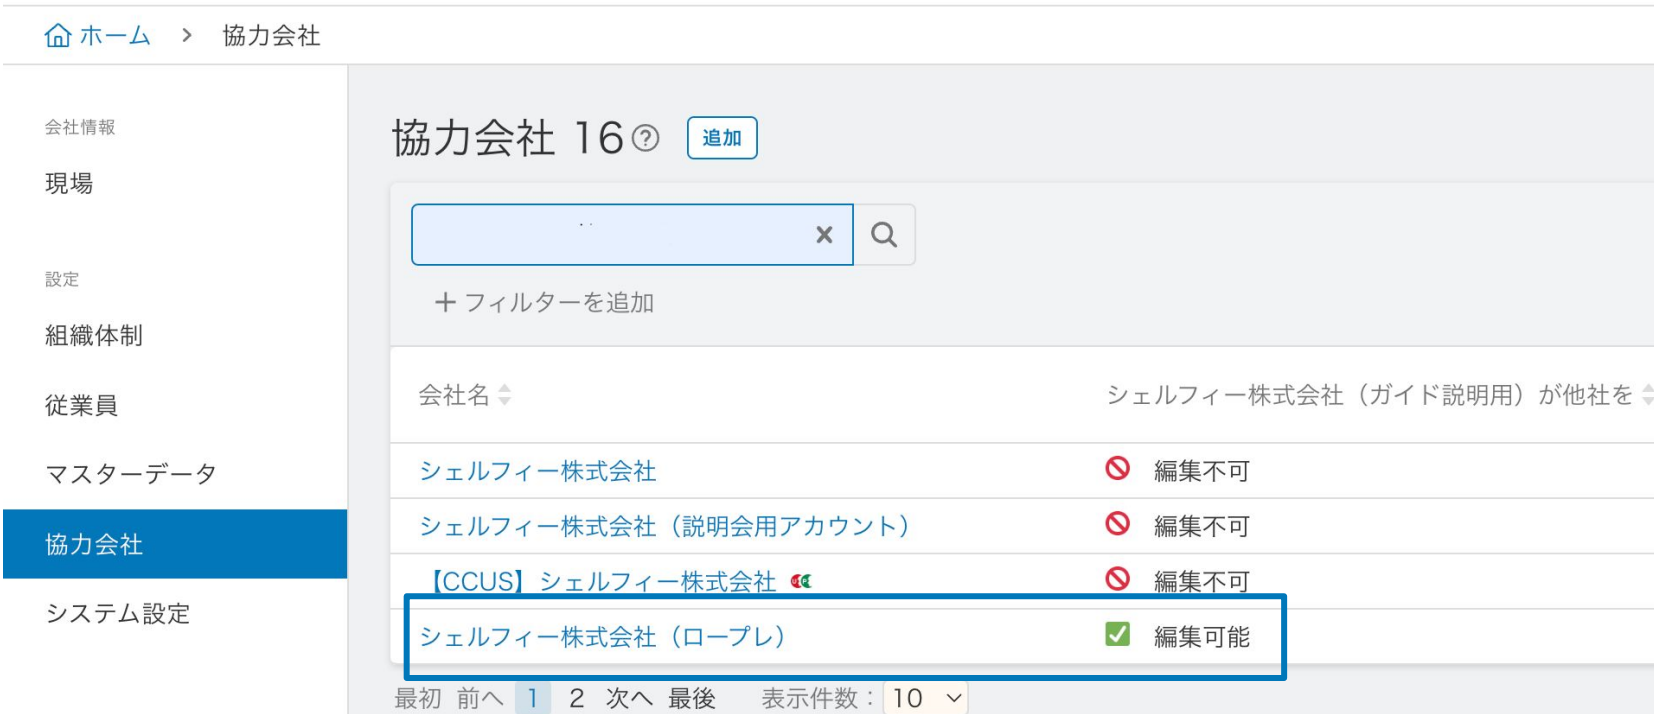 ホーム > 協力会社
会社情報
現場
設定
組織体制
従業員
マスターデータ
協力会社
システム設定
協力会社 16 ? 追加
+ フィルターを追加
会社名 シェルフィー株式会社（ガイド説明用）が他社を
シェルフィー株式会社 編集不可
シェルフィー株式会社（説明会用アカウント） 編集不可
【CCUS】シェルフィー株式会社 編集不可
シェルフィー株式会社（ロープレ） 編集可能
最初 前へ 1 2 次へ 最後 表示件数： 10